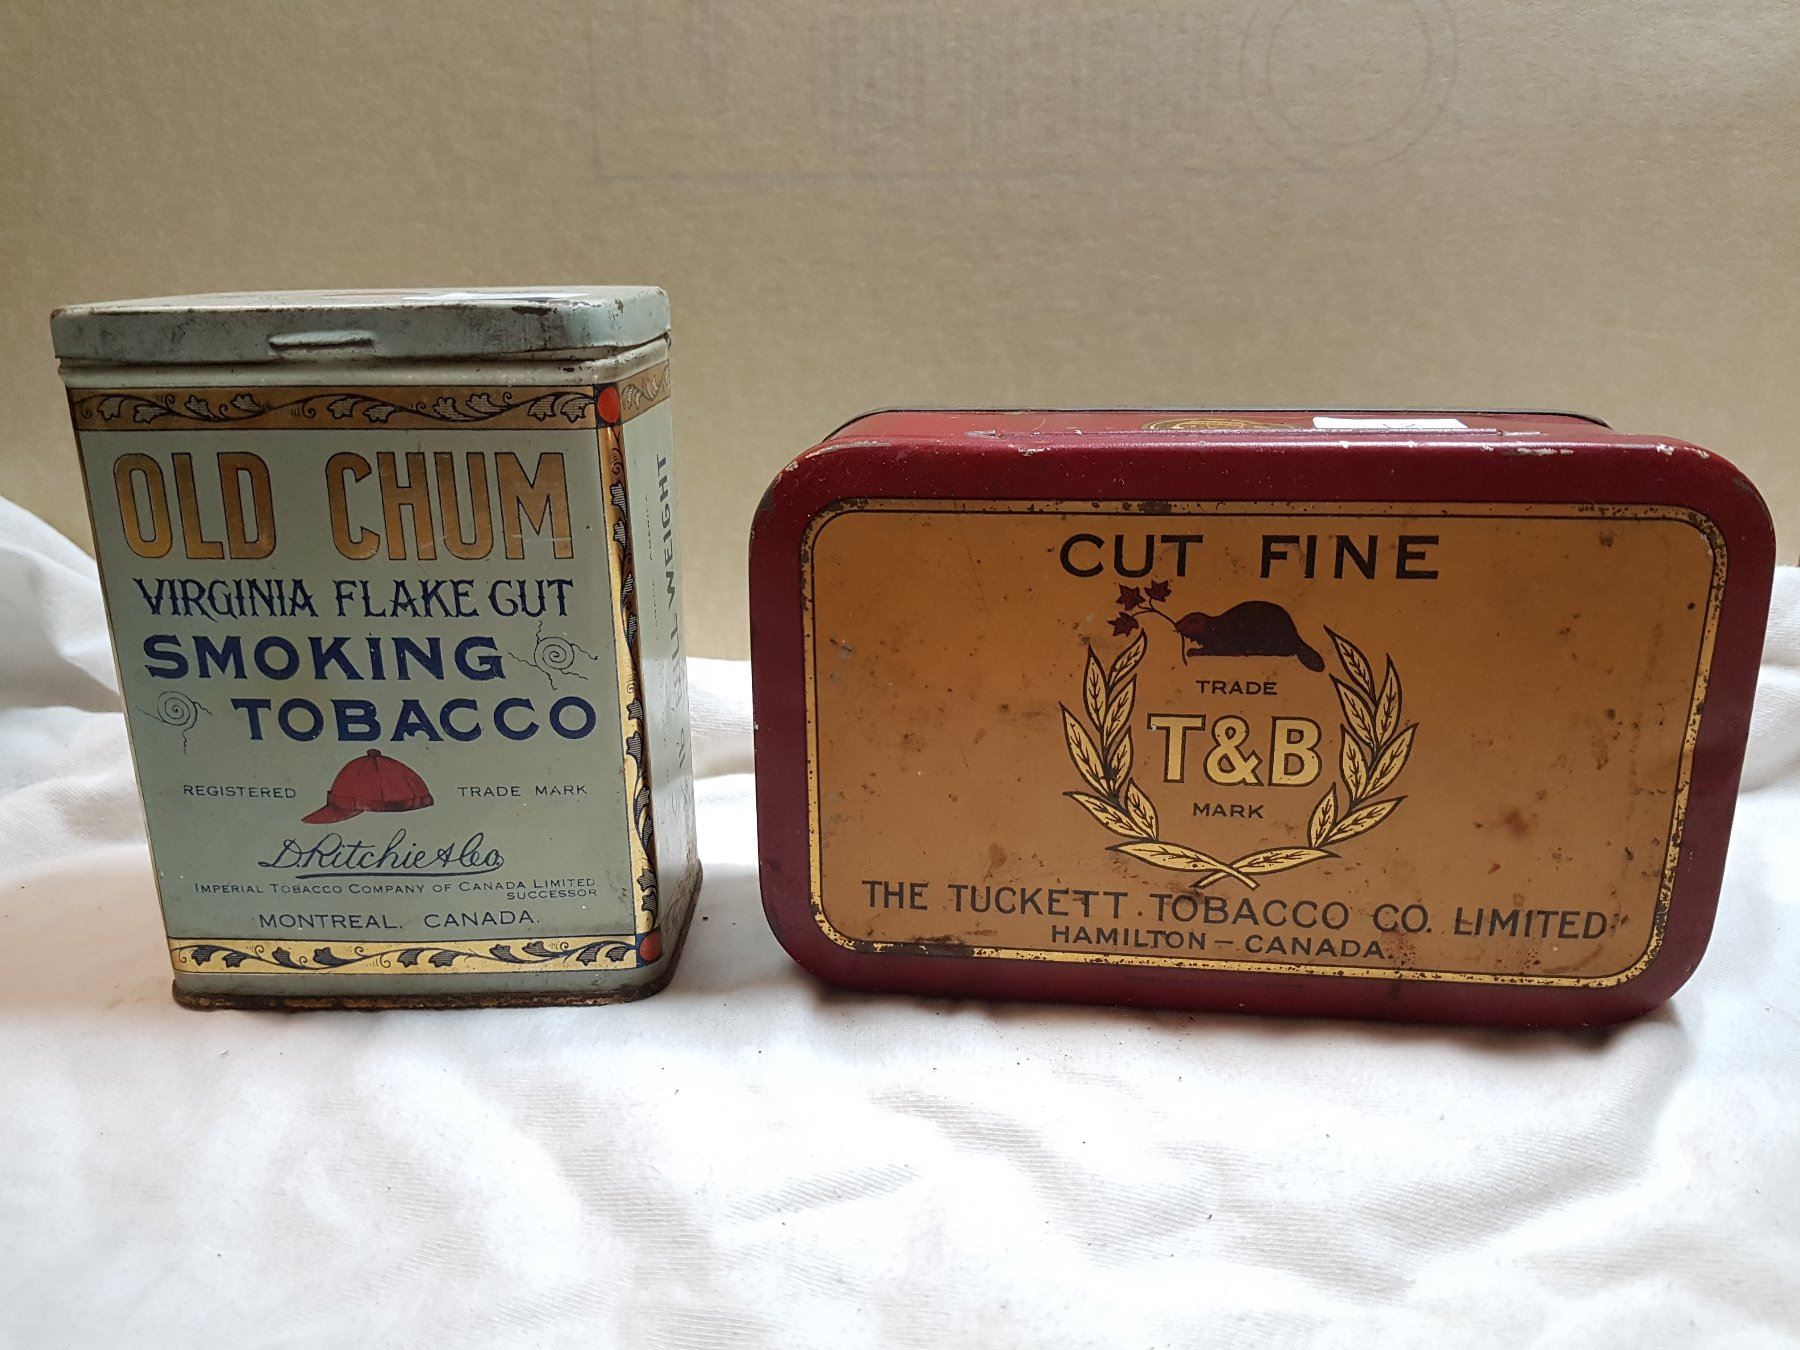 OLD CHUM
VIRGINIA FLAKE CUT
SMOKING
TOBACCO
REGISTERED TRADE MARK
D. Ritchie & Co.
IMPERIAL TOBACCO COMPANY OF CANADA LIMITED
SUCCESSOR
MONTREAL. CANADA.
WEIGHT
CUT FINE
TRADE
T&B
MARK
THE TUCKETT TOBACCO CO. LIMITED
HAMILTON – CANADA.